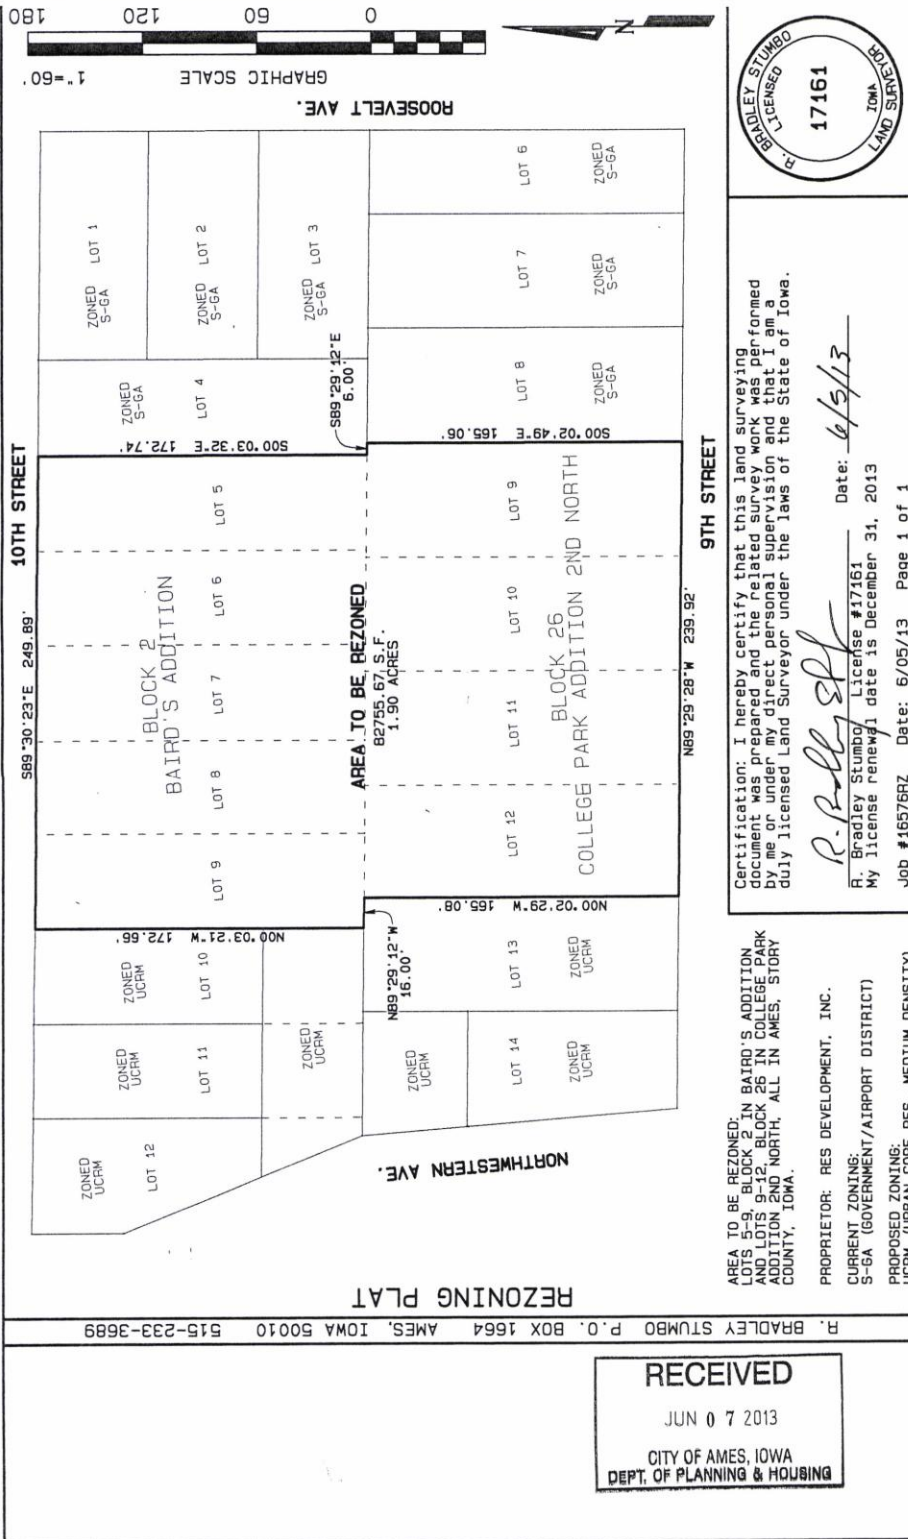 R. BRADLEY STUMBO   P.O. BOX 1664   AMES, IOWA 50010   515-233-3689
REZONING PLAT
10TH STREET
S89°30'23"E 249.89'
BLOCK 2
BAIRD'S ADDITION
LOT 9
LOT 8
LOT 7
LOT 6
LOT 5
AREA TO BE REZONED
82755.67 S.F.
1.90 ACRES
LOT 12
LOT 11
LOT 10
LOT 9
BLOCK 26
COLLEGE PARK ADDITION 2ND NORTH
N89°29'28"W 239.92'
9TH STREET
N00°03'21"W 172.66'
N89°29'12"W
16.00'
N00°02'29"W 165.08'
S00°03'32"E 172.74'
S89°29'12"E
6.00'
S00°02'49"E 165.06'
ZONED
UCRM
LOT 12
ZONED
UCRM
LOT 11
ZONED
UCRM
LOT 10
ZONED
UCRM
ZONED
UCRM
LOT 14
ZONED
UCRM
LOT 13
ZONED
UCRM
NORTHWESTERN AVE.
ZONED
S-GA
LOT 4
ZONED
S-GA
LOT 1
ZONED
S-GA
LOT 2
ZONED
S-GA
LOT 3
LOT 8
ZONED
S-GA
LOT 7
ZONED
S-GA
LOT 6
ZONED
S-GA
ROOSEVELT AVE.
GRAPHIC SCALE
1"=60'
0
60
120
180
N
AREA TO BE REZONED:
LOTS 5-9, BLOCK 2 IN BAIRD'S ADDITION
AND LOTS 9-12, BLOCK 26 IN COLLEGE PARK
ADDITION 2ND NORTH, ALL IN AMES, STORY
COUNTY, IOWA.
PROPRIETOR: RES DEVELOPMENT, INC.
CURRENT ZONING:
S-GA (GOVERNMENT/AIRPORT DISTRICT)
PROPOSED ZONING:
UCRM (URBAN CORE RES. MEDIUM DENSITY)
Certification: I hereby certify that this land surveying
document was prepared and the related survey work was performed
by me or under my direct personal supervision and that I am a
duly licensed Land Surveyor under the laws of the State of Iowa.
Date: 6/5/13
R. Bradley Stumbo License #17161
My license renewal date is December 31, 2013
Job #16576RZ   Date: 6/05/13   Page 1 of 1
R. BRADLEY STUMBO
LICENSED
17161
IOWA
LAND SURVEYOR
RECEIVED
JUN 07 2013
CITY OF AMES, IOWA
DEPT. OF PLANNING & HOUSING